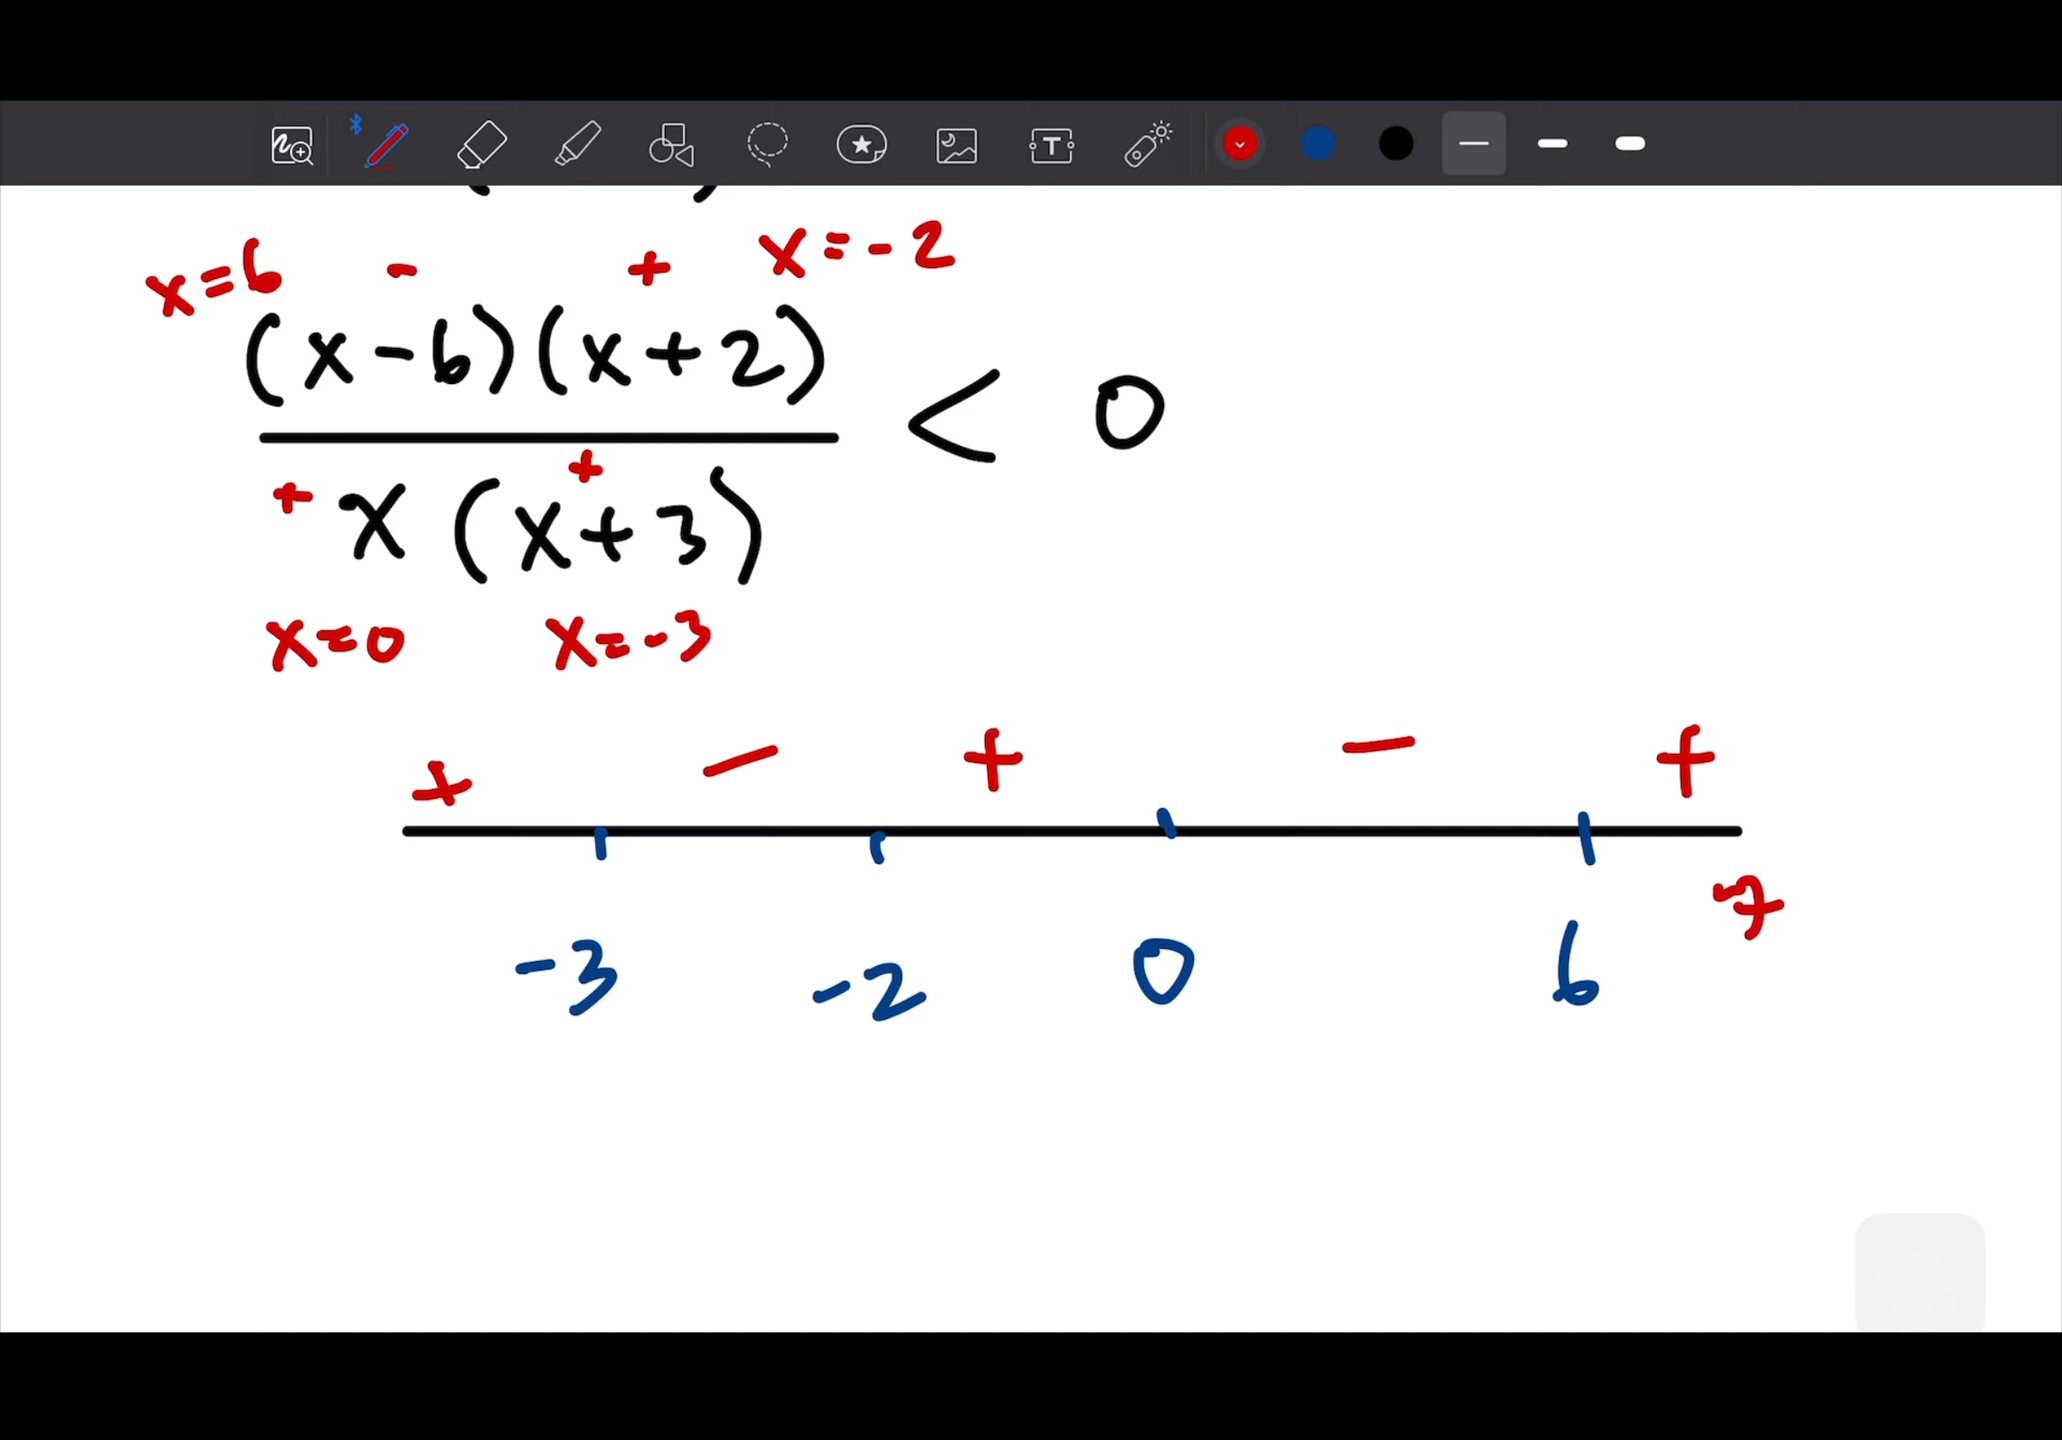 x=6 - + x=-2
(x-6)(x+2)
< 0
+ x(x+3) +
x=0 x=-3
+ - + - +
7
-3 -2 0 6